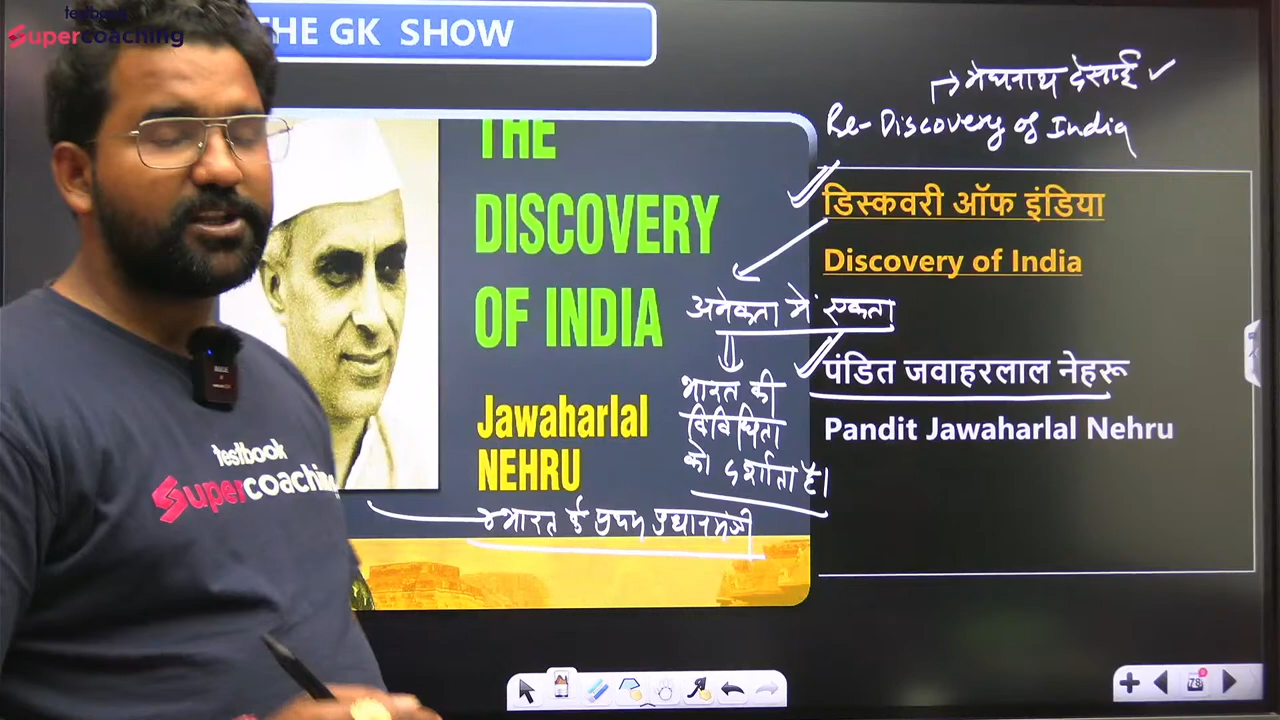 testbook
Supercoaching
THE GK SHOW
→ मेघनाथ देसाई ✓
Re-Discovery of India
THE
DISCOVERY
OF INDIA
Jawaharlal
NEHRU
डिस्कवरी ऑफ इंडिया
Discovery of India
अनेकता में एकता
भारत की
विविधिता
को दर्शाता है।
पंडित जवाहरलाल नेहरू
Pandit Jawaharlal Nehru
भारत के प्रथम प्रधानमंत्री
testbook
Supercoaching
78